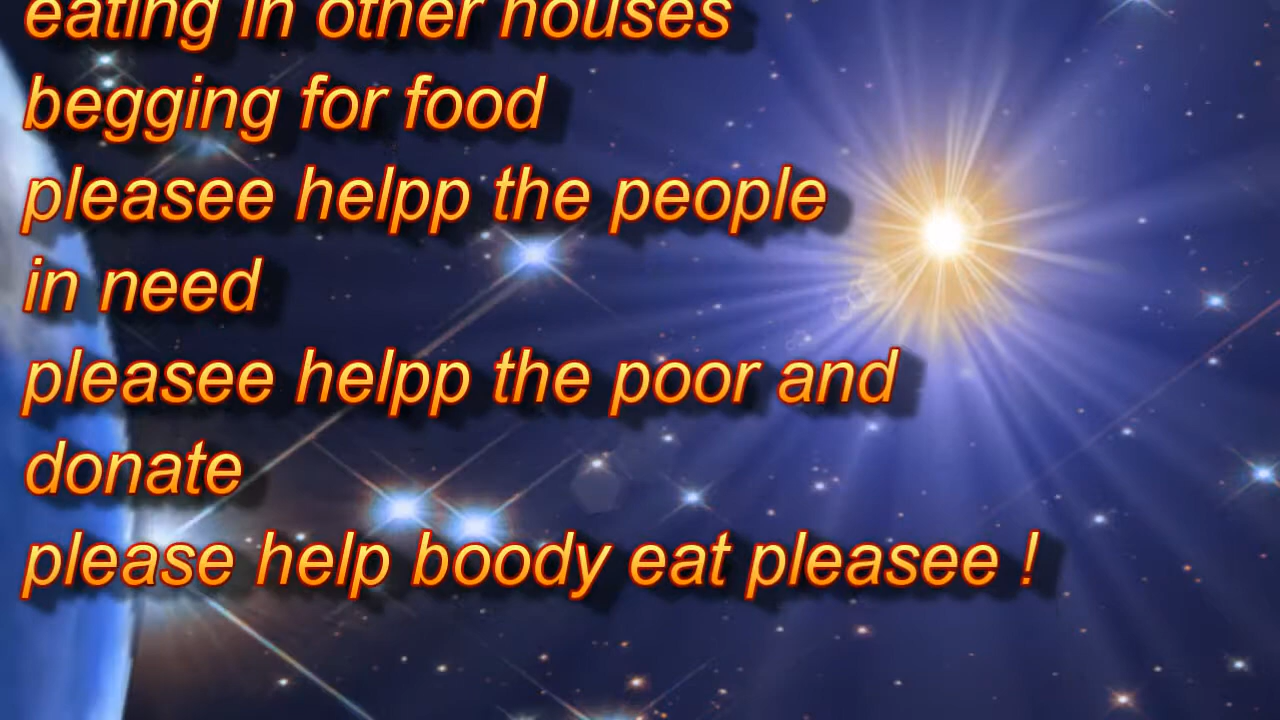 eating in other houses
begging for food
pleasee helpp the people
in need
pleasee helpp the poor and
donate
please help boody eat pleasee !